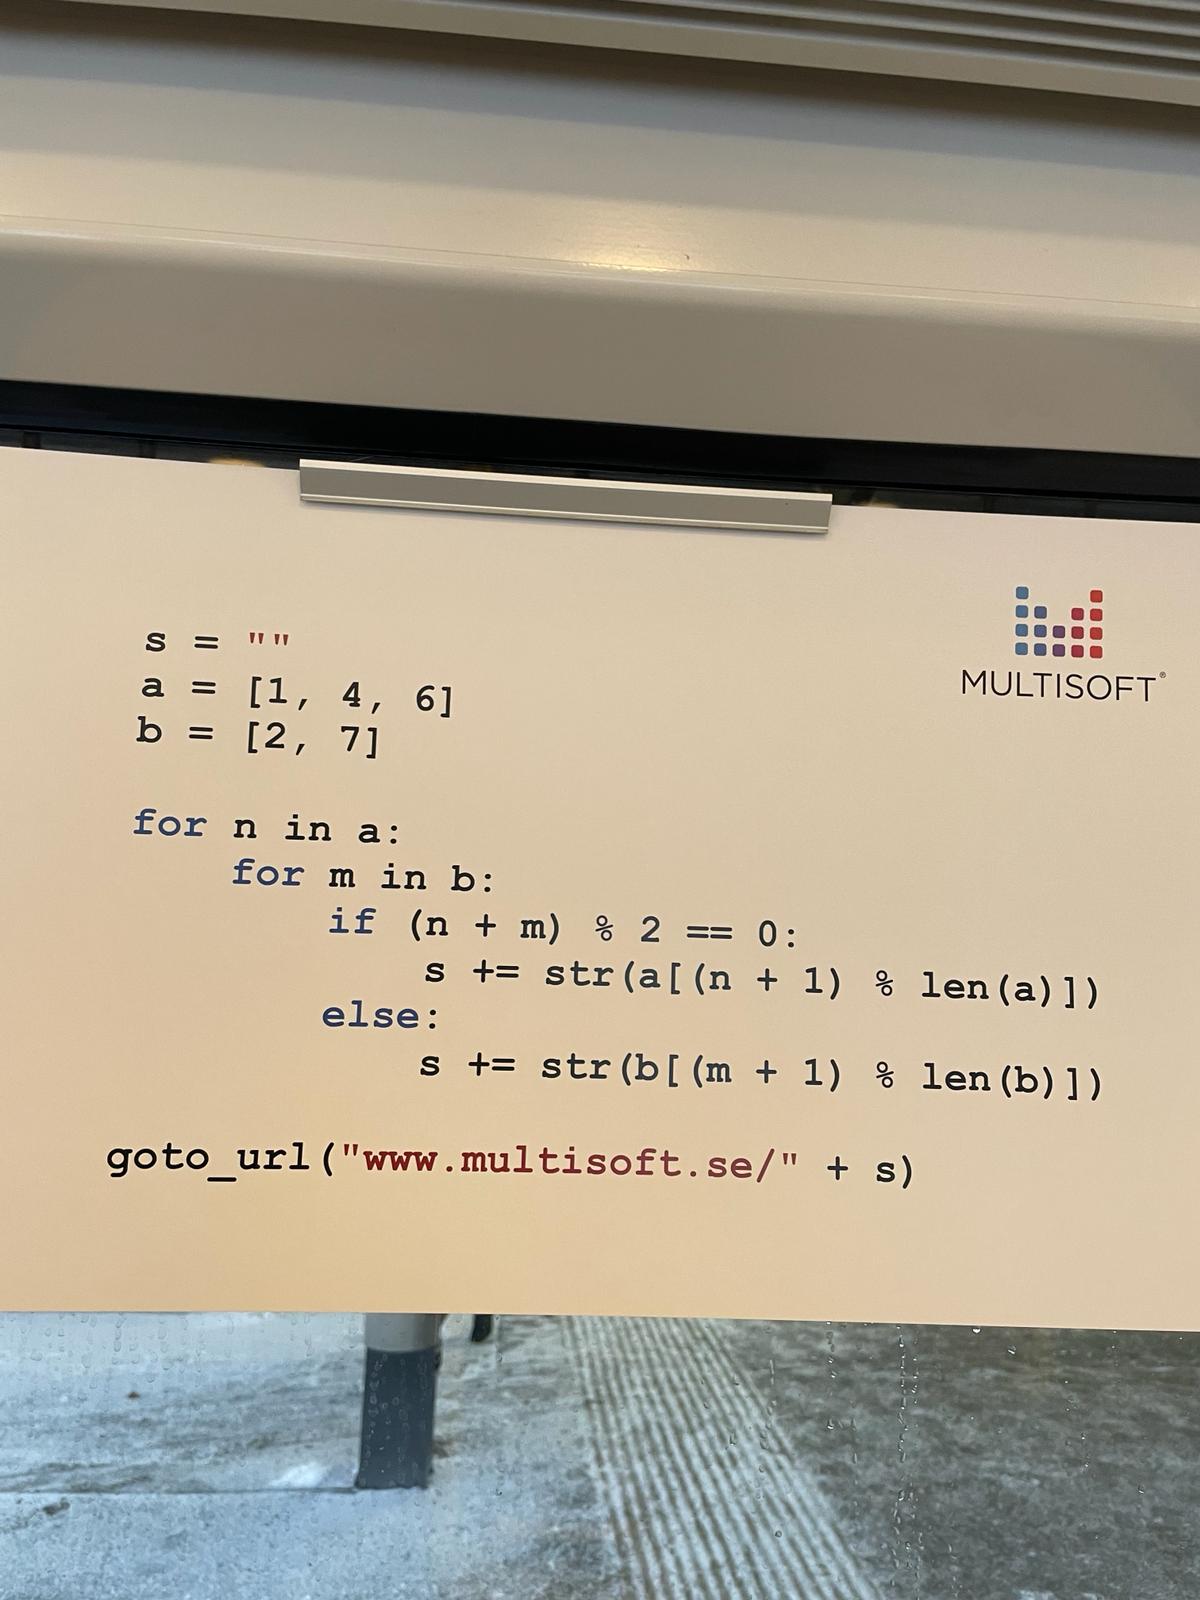 s = ""
a = [1, 4, 6]
b = [2, 7]
MULTISOFT®
for n in a:
    for m in b:
        if (n + m) % 2 == 0:
            s += str(a[(n + 1) % len(a)])
        else:
            s += str(b[(m + 1) % len(b)])
goto_url("www.multisoft.se/" + s)